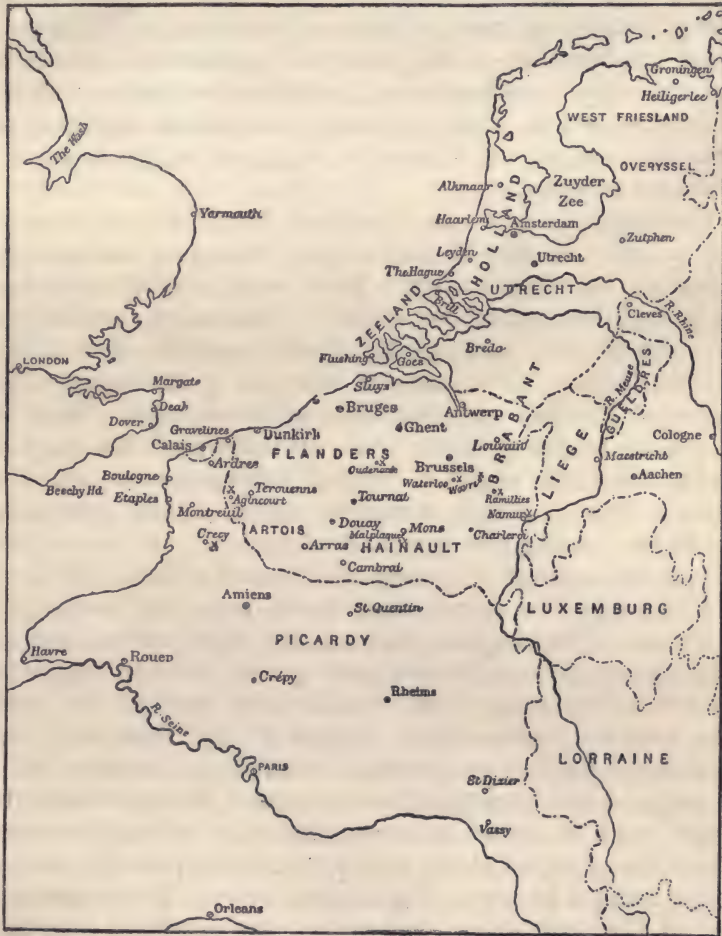 Groningen
Heiligerlee
WEST FRIESLAND
The Wash
OVERYSSEL
Alkmaar
Zuyder
Zee
Yarmouth
Haarlem
Amsterdam
HOLLAND
Zutphen
Leyden
Utrecht
The Hague
UTRECHT
ZEELAND
Brill
Cleves
R. Rhine
LONDON
Flushing
Goes
Breda
Margate
Sluys
Deal
Bruges
Antwerp
BRABANT
R. Meuse
GUELDRES
Dover
Gravelines
Dunkirk
Ghent
Calais
FLANDERS
Louvain
LIEGE
Cologne
Ardres
Oudenarde
Brussels
Maestricht
Boulogne
Waterloo
Wavre
Aachen
Beechy Hd
Etaples
Terouenne
Agincourt
Tournai
Ramillies
Montreuil
Namur
Crecy
ARTOIS
Douay
Mons
Malplaquet
Charleroi
Arras
HAINAULT
Cambrai
Amiens
St Quentin
LUXEMBURG
PICARDY
Havre
Rouen
Crépy
Rheims
R. Seine
LORRAINE
PARIS
St Dizier
Vassy
Orleans